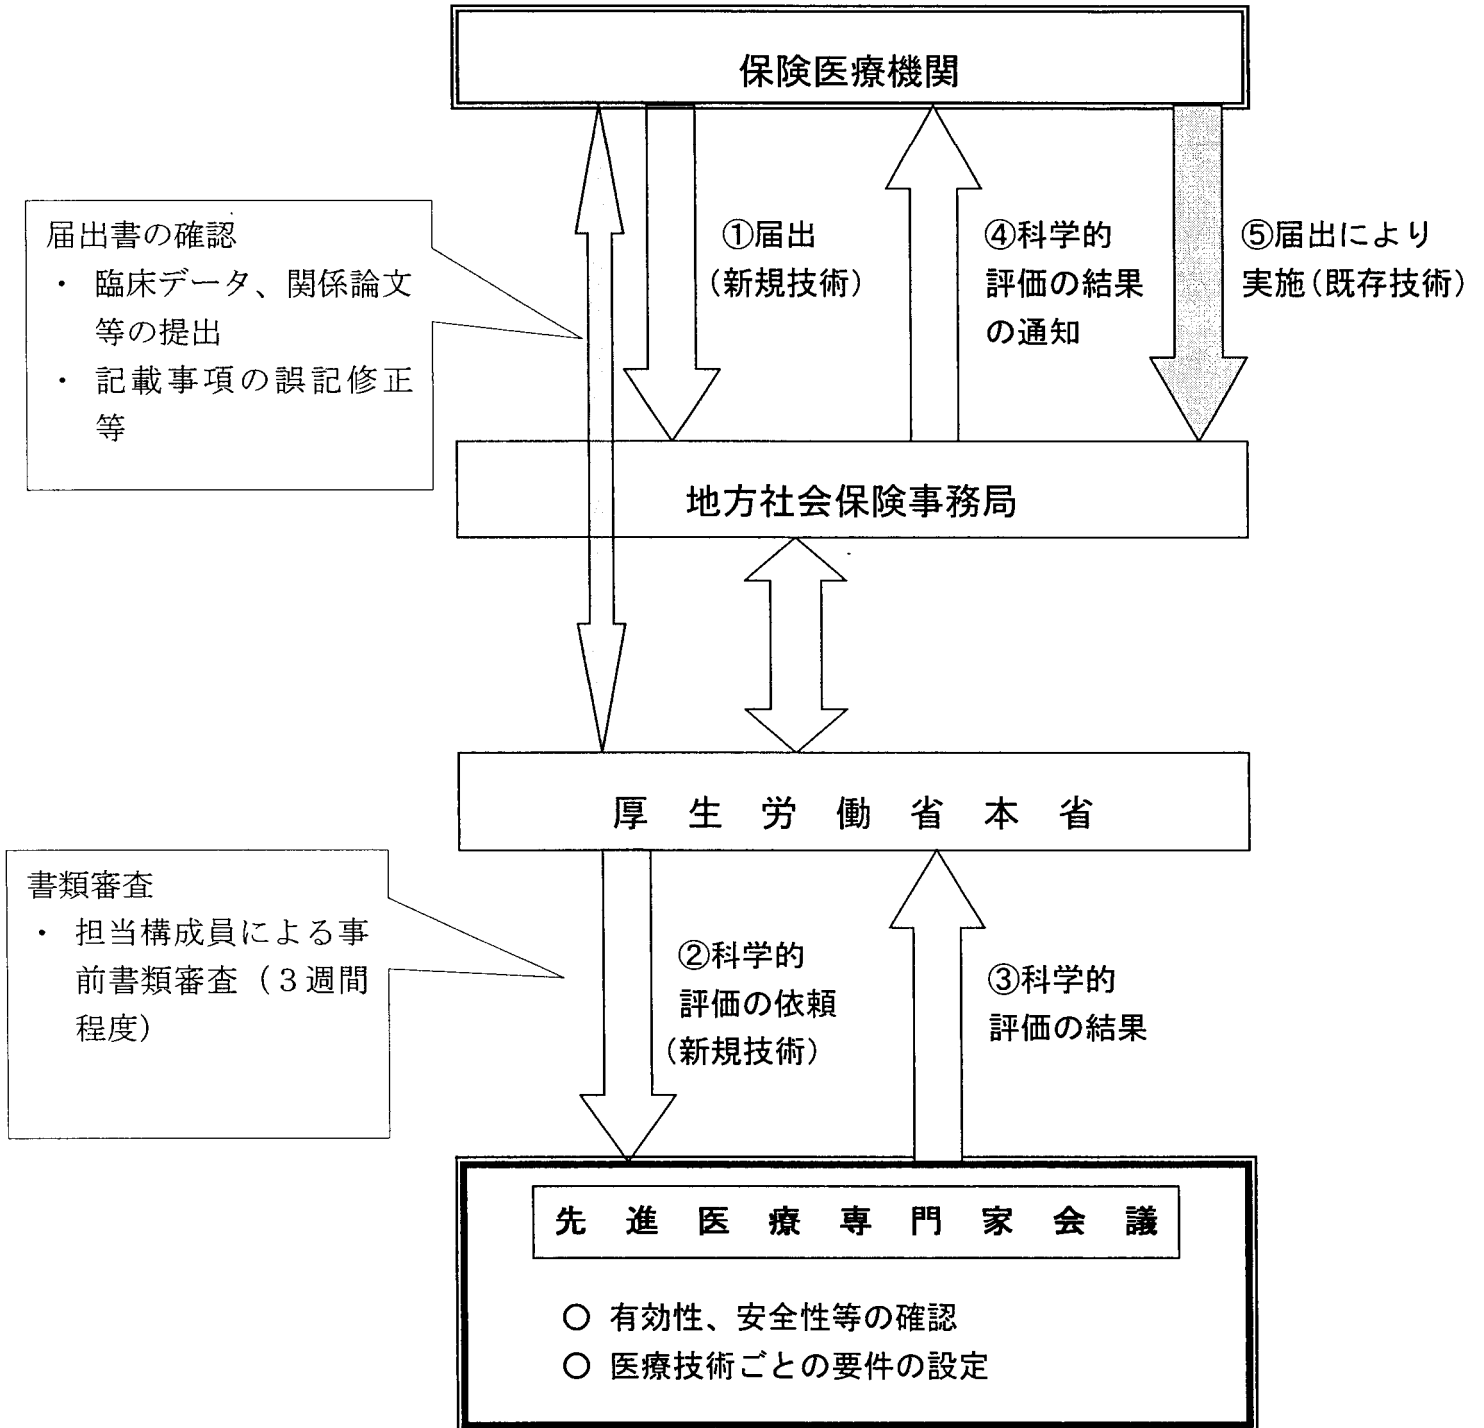 保険医療機関
届出書の確認
・ 臨床データ、関係論文
等の提出
・ 記載事項の誤記修正
等
①届出
（新規技術）
④科学的
評価の結果
の通知
⑤届出により
実施（既存技術）
地方社会保険事務局
厚生労働省本省
書類審査
・ 担当構成員による事
前書類審査（３週間
程度）
②科学的
評価の依頼
（新規技術）
③科学的
評価の結果
先進医療専門家会議
○ 有効性、安全性等の確認
○ 医療技術ごとの要件の設定